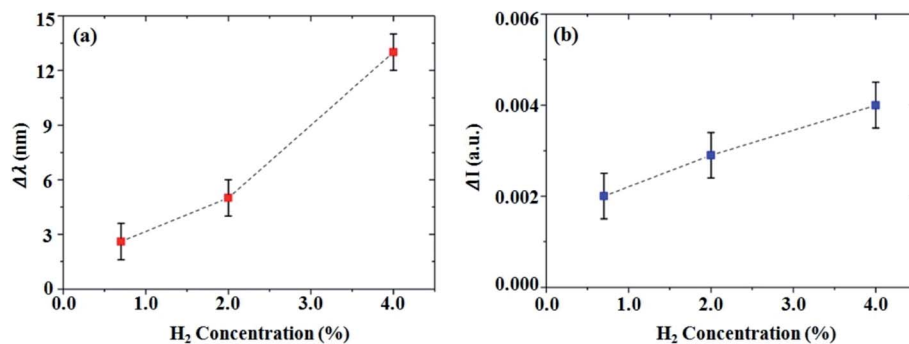 (a)
15
12
9
6
3
0
Δλ (nm)
0.0 1.0 2.0 3.0 4.0
H₂ Concentration (%)
(b)
0.006
0.004
0.002
0.000
ΔI (a.u.)
0.0 1.0 2.0 3.0 4.0
H₂ Concentration (%)